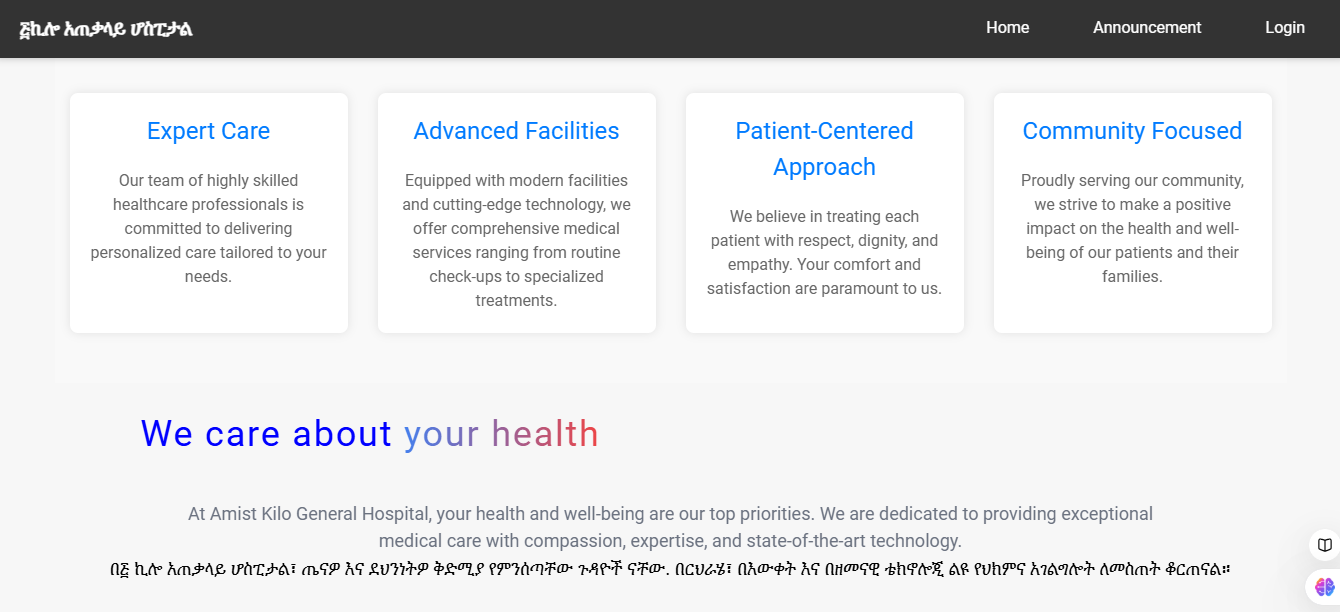 ፭ኪሎ አጠቃላይ ሆስፒታል
Home
Announcement
Login
Expert Care
Our team of highly skilled
healthcare professionals is
committed to delivering
personalized care tailored to your
needs.
Advanced Facilities
Equipped with modern facilities
and cutting-edge technology, we
offer comprehensive medical
services ranging from routine
check-ups to specialized
treatments.
Patient-Centered
Approach
We believe in treating each
patient with respect, dignity, and
empathy. Your comfort and
satisfaction are paramount to us.
Community Focused
Proudly serving our community,
we strive to make a positive
impact on the health and well-
being of our patients and their
families.
We care about your health
At Amist Kilo General Hospital, your health and well-being are our top priorities. We are dedicated to providing exceptional
medical care with compassion, expertise, and state-of-the-art technology.
በ፭ ኪሎ አጠቃላይ ሆስፒታል፣ ጤናዎ እና ደህንነትዎ ቅድሚያ የምንሰጣቸው ጉዳዮች ናቸው. በርህራሄ፣ በእውቀት እና በዘመናዊ ቴክኖሎጂ ልዩ የህክምና አገልግሎት ለመስጠት ቆርጠናል።